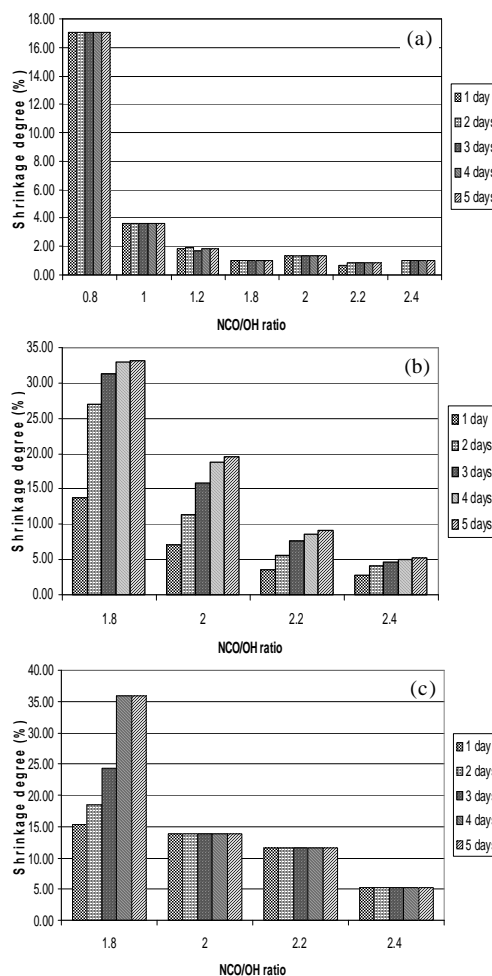 (a)
Shrinkage degree (%)
18.00
16.00
14.00
12.00
10.00
8.00
6.00
4.00
2.00
0.00
0.8 1 1.2 1.8 2 2.2 2.4
NCO/OH ratio
1 day
2 days
3 days
4 days
5 days
(b)
Shrinkage degree (%)
35.00
30.00
25.00
20.00
15.00
10.00
5.00
0.00
1.8 2 2.2 2.4
NCO/OH ratio
1 day
2 days
3 days
4 days
5 days
(c)
Shrinkage degree (%)
40.00
35.00
30.00
25.00
20.00
15.00
10.00
5.00
0.00
1.8 2 2.2 2.4
NCO/OH ratio
1 day
2 days
3 days
4 days
5 days